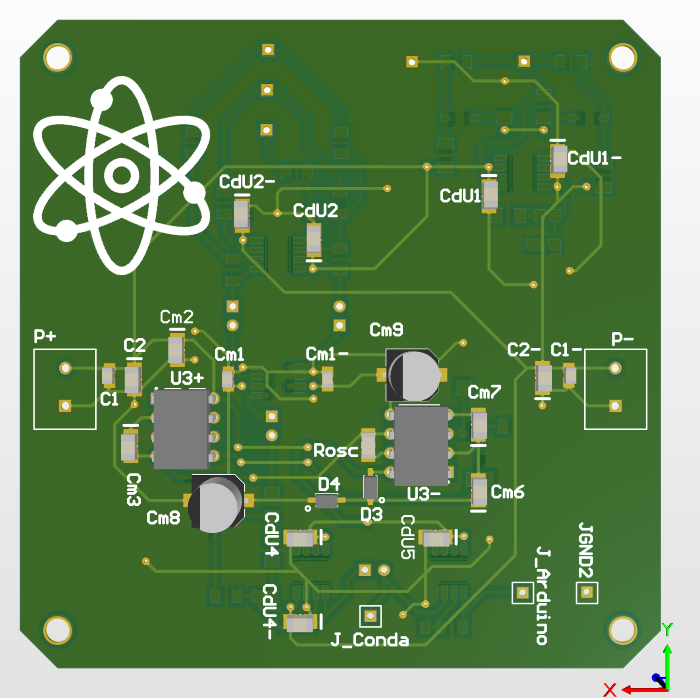 CdU1-
CdU2-
CdU1
CdU2
Cm2
Cm9
P+
P-
C2
Cm1
Cm1-
C2-
C1-
U3+
C1
Cm7
Rosc
Cm3
D4
U3-
Cm6
Cm8
D3
CdU4
CdU5
JGND2
J_Arduino
CdU4-
J_Conda
Y
X